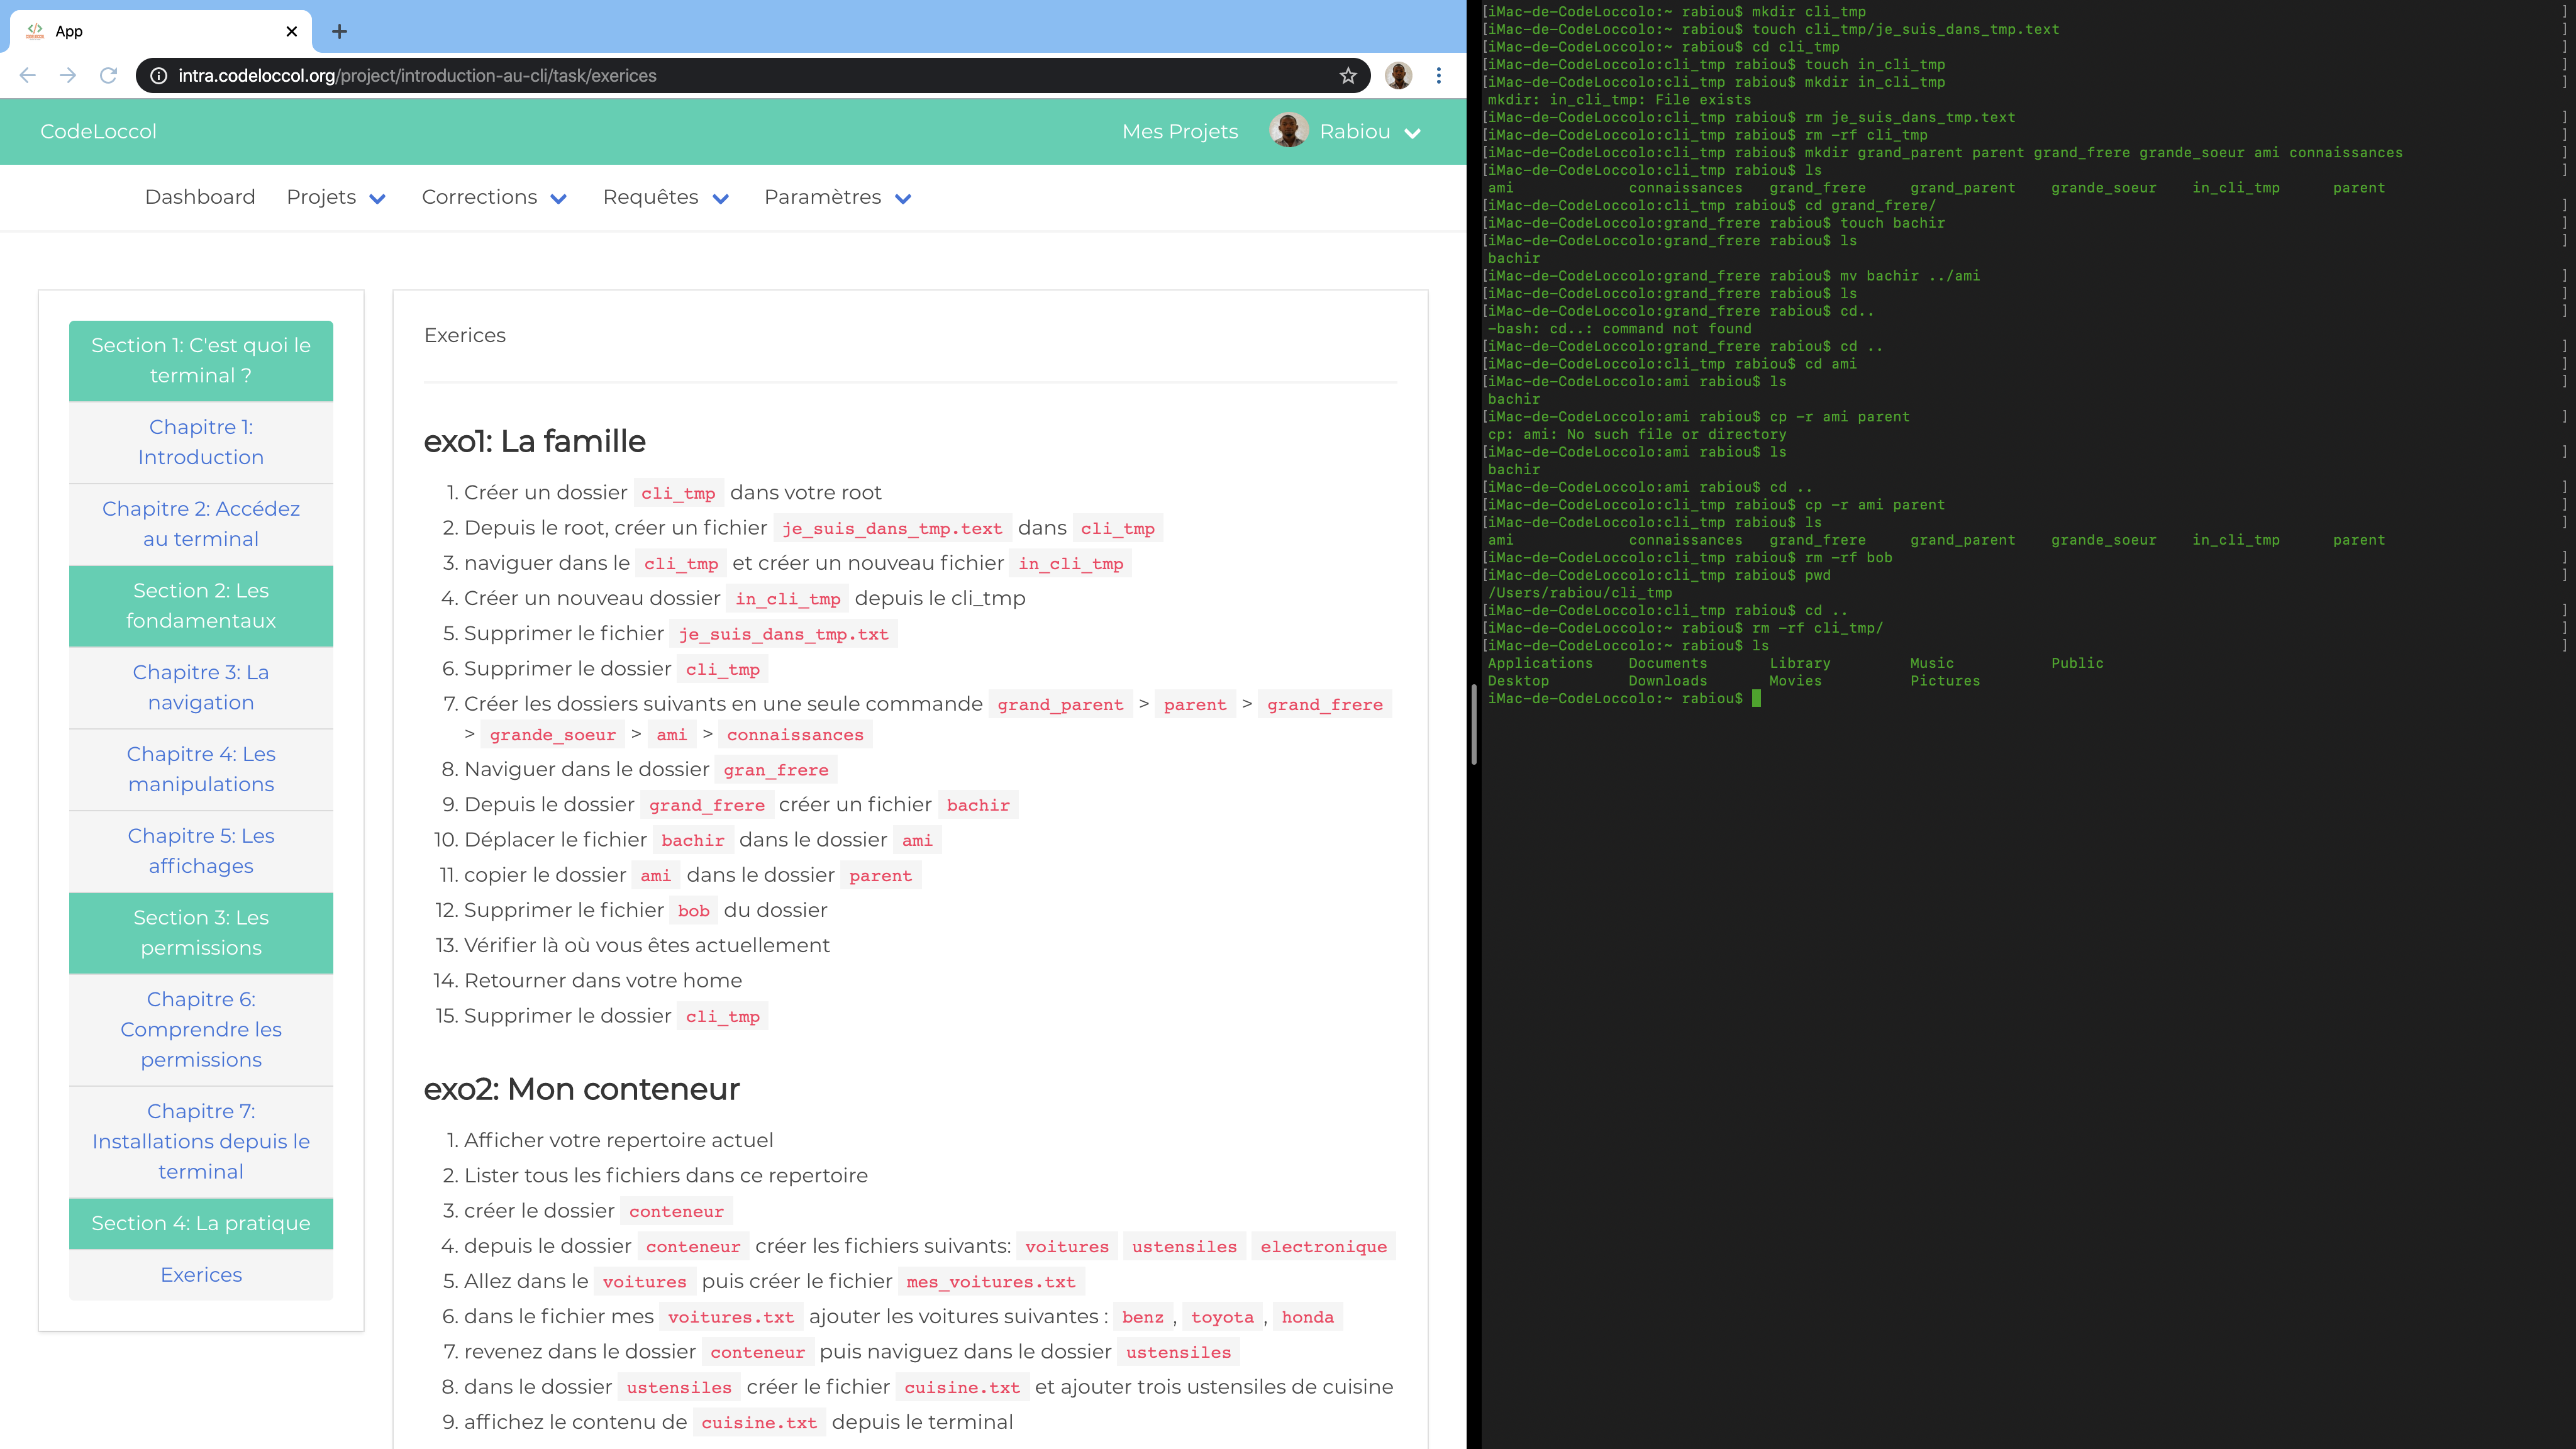 App
intra.codeloccol.org/project/introduction-au-cli/task/exerices
CodeLoccol
Mes Projets
Rabiou
Dashboard
Projets
Corrections
Requêtes
Paramètres
Section 1: C'est quoi le
terminal ?
Chapitre 1:
Introduction
Chapitre 2: Accédez
au terminal
Section 2: Les
fondamentaux
Chapitre 3: La
navigation
Chapitre 4: Les
manipulations
Chapitre 5: Les
affichages
Section 3: Les
permissions
Chapitre 6:
Comprendre les
permissions
Chapitre 7:
Installations depuis le
terminal
Section 4: La pratique
Exerices
Exerices
exo1: La famille
1. Créer un dossier cli_tmp dans votre root
2. Depuis le root, créer un fichier je_suis_dans_tmp.text dans cli_tmp
3. naviguer dans le cli_tmp et créer un nouveau fichier in_cli_tmp
4. Créer un nouveau dossier in_cli_tmp depuis le cli_tmp
5. Supprimer le fichier je_suis_dans_tmp.txt
6. Supprimer le dossier cli_tmp
7. Créer les dossiers suivants en une seule commande grand_parent > parent > grand_frere
> grande_soeur > ami > connaissances
8. Naviguer dans le dossier gran_frere
9. Depuis le dossier grand_frere créer un fichier bachir
10. Déplacer le fichier bachir dans le dossier ami
11. copier le dossier ami dans le dossier parent
12. Supprimer le fichier bob du dossier
13. Vérifier là où vous êtes actuellement
14. Retourner dans votre home
15. Supprimer le dossier cli_tmp
exo2: Mon conteneur
1. Afficher votre repertoire actuel
2. Lister tous les fichiers dans ce repertoire
3. créer le dossier conteneur
4. depuis le dossier conteneur créer les fichiers suivants: voitures ustensiles electronique
5. Allez dans le voitures puis créer le fichier mes_voitures.txt
6. dans le fichier mes voitures.txt ajouter les voitures suivantes : benz , toyota , honda
7. revenez dans le dossier conteneur puis naviguez dans le dossier ustensiles
8. dans le dossier ustensiles créer le fichier cuisine.txt et ajouter trois ustensiles de cuisine
9. affichez le contenu de cuisine.txt depuis le terminal
[iMac-de-CodeLoccolo:~ rabiou$ mkdir cli_tmp ]
[iMac-de-CodeLoccolo:~ rabiou$ touch cli_tmp/je_suis_dans_tmp.text ]
[iMac-de-CodeLoccolo:~ rabiou$ cd cli_tmp ]
[iMac-de-CodeLoccolo:cli_tmp rabiou$ touch in_cli_tmp ]
[iMac-de-CodeLoccolo:cli_tmp rabiou$ mkdir in_cli_tmp ]
mkdir: in_cli_tmp: File exists
[iMac-de-CodeLoccolo:cli_tmp rabiou$ rm je_suis_dans_tmp.text ]
[iMac-de-CodeLoccolo:cli_tmp rabiou$ rm -rf cli_tmp ]
[iMac-de-CodeLoccolo:cli_tmp rabiou$ mkdir grand_parent parent grand_frere grande_soeur ami connaissances ]
[iMac-de-CodeLoccolo:cli_tmp rabiou$ ls ]
ami connaissances grand_frere grand_parent grande_soeur in_cli_tmp parent
[iMac-de-CodeLoccolo:cli_tmp rabiou$ cd grand_frere/ ]
[iMac-de-CodeLoccolo:grand_frere rabiou$ touch bachir ]
[iMac-de-CodeLoccolo:grand_frere rabiou$ ls ]
bachir
[iMac-de-CodeLoccolo:grand_frere rabiou$ mv bachir ../ami ]
[iMac-de-CodeLoccolo:grand_frere rabiou$ ls ]
[iMac-de-CodeLoccolo:grand_frere rabiou$ cd.. ]
-bash: cd..: command not found
[iMac-de-CodeLoccolo:grand_frere rabiou$ cd .. ]
[iMac-de-CodeLoccolo:cli_tmp rabiou$ cd ami ]
[iMac-de-CodeLoccolo:ami rabiou$ ls ]
bachir
[iMac-de-CodeLoccolo:ami rabiou$ cp -r ami parent ]
cp: ami: No such file or directory
[iMac-de-CodeLoccolo:ami rabiou$ ls ]
bachir
[iMac-de-CodeLoccolo:ami rabiou$ cd .. ]
[iMac-de-CodeLoccolo:cli_tmp rabiou$ cp -r ami parent ]
[iMac-de-CodeLoccolo:cli_tmp rabiou$ ls ]
ami connaissances grand_frere grand_parent grande_soeur in_cli_tmp parent
[iMac-de-CodeLoccolo:cli_tmp rabiou$ rm -rf bob ]
[iMac-de-CodeLoccolo:cli_tmp rabiou$ pwd ]
/Users/rabiou/cli_tmp
[iMac-de-CodeLoccolo:cli_tmp rabiou$ cd .. ]
[iMac-de-CodeLoccolo:~ rabiou$ rm -rf cli_tmp/ ]
[iMac-de-CodeLoccolo:~ rabiou$ ls ]
Applications Documents Library Music Public
Desktop Downloads Movies Pictures
iMac-de-CodeLoccolo:~ rabiou$